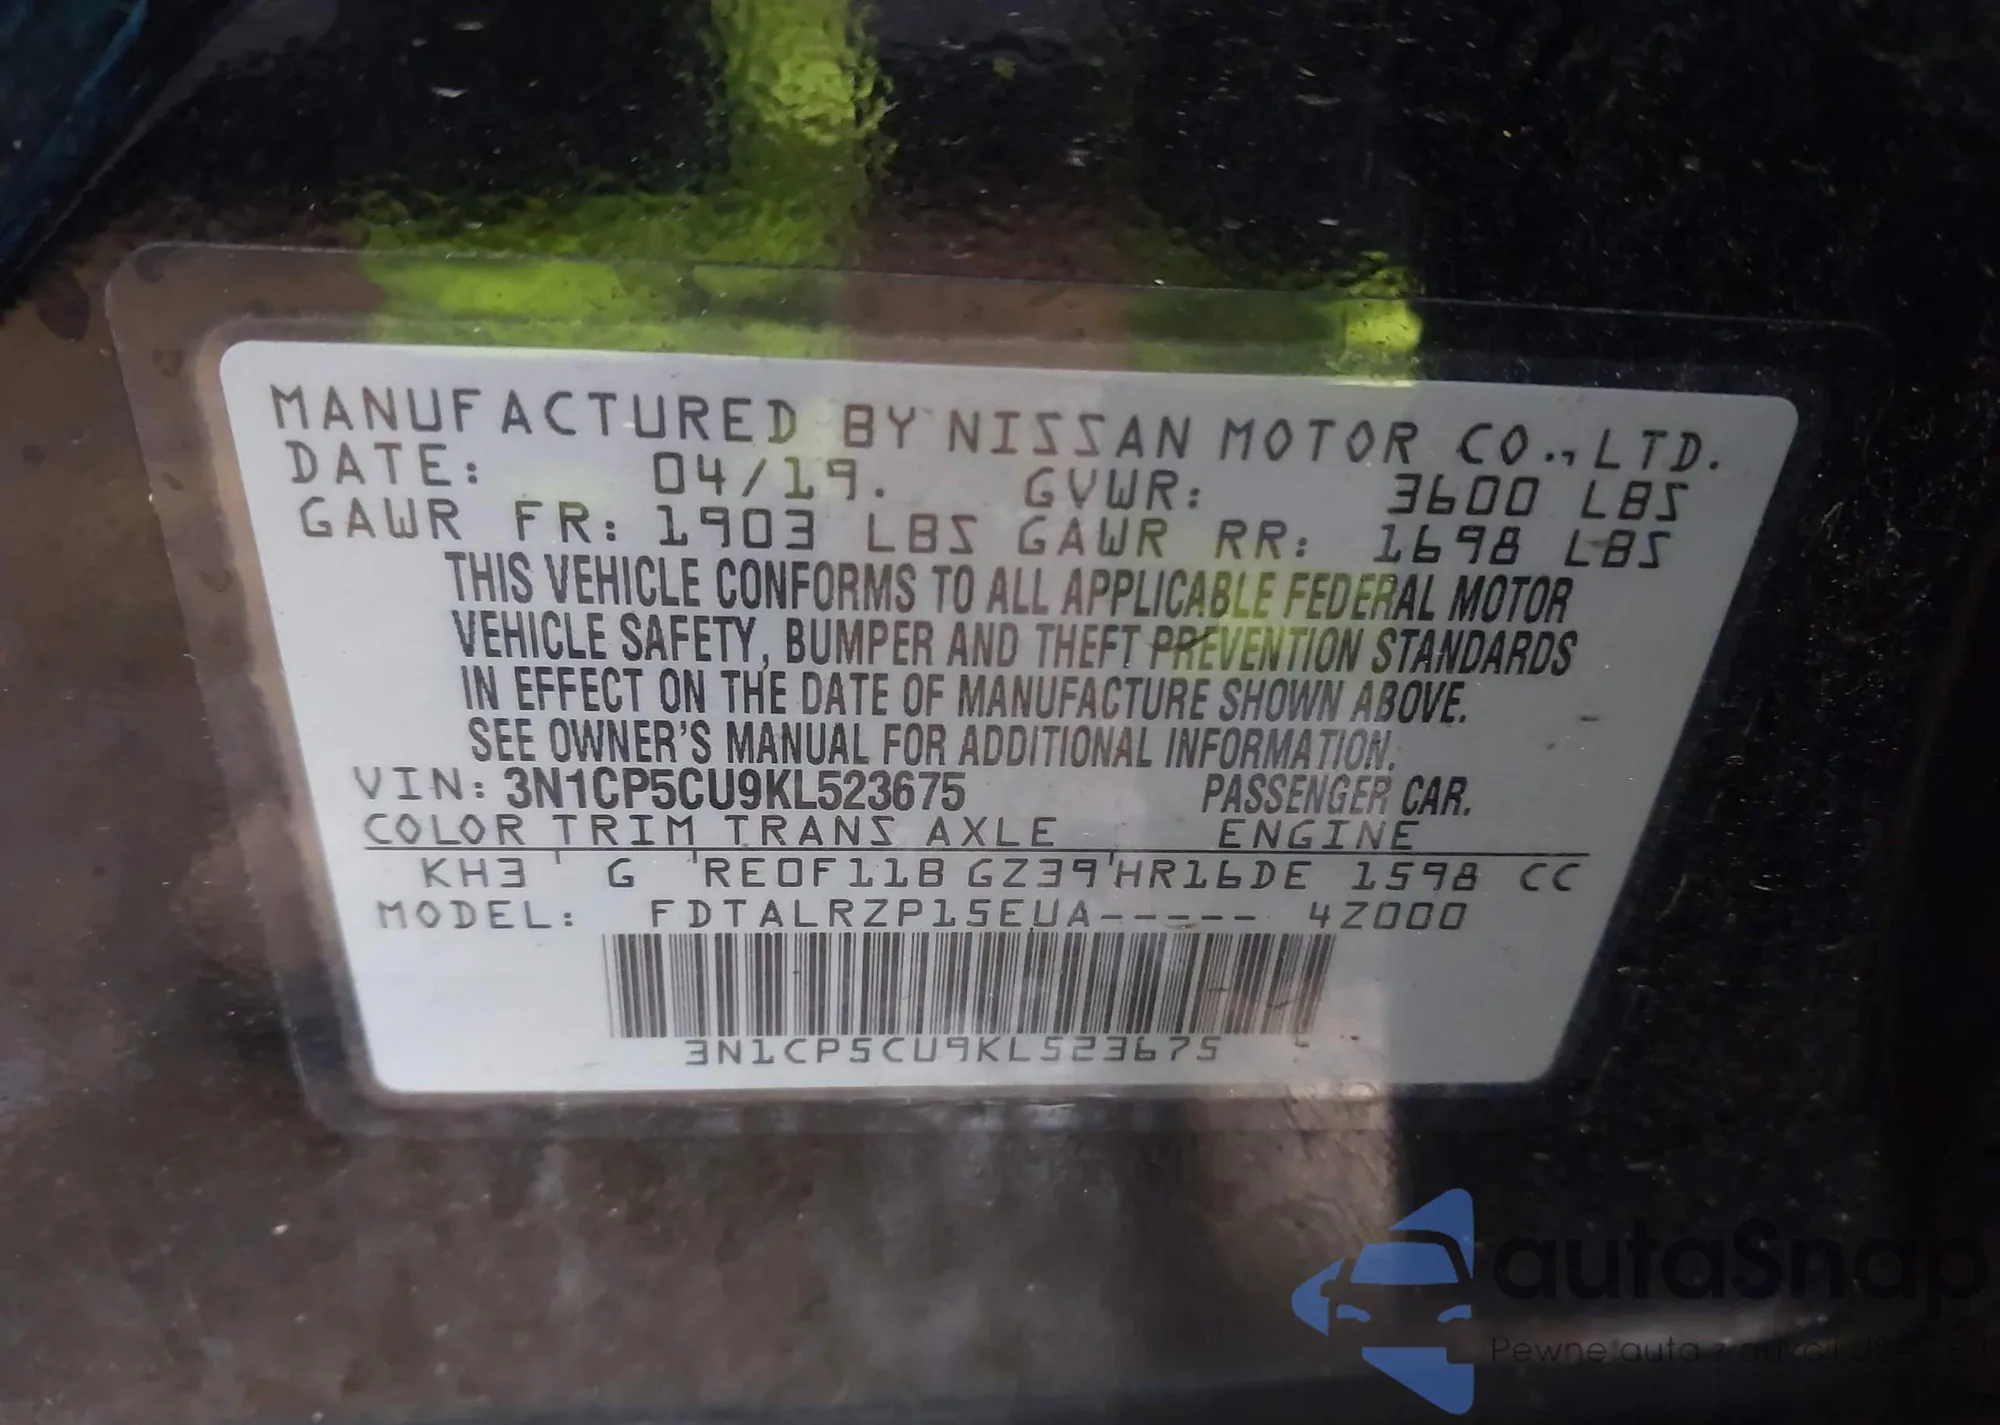 MANUFACTURED BY NISSAN MOTOR CO., LTD.
DATE: 04/19. GVWR: 3600 LBS
GAWR FR: 1903 LBS GAWR RR: 1698 LBS
THIS VEHICLE CONFORMS TO ALL APPLICABLE FEDERAL MOTOR
VEHICLE SAFETY, BUMPER AND THEFT PREVENTION STANDARDS
IN EFFECT ON THE DATE OF MANUFACTURE SHOWN ABOVE.
SEE OWNER'S MANUAL FOR ADDITIONAL INFORMATION.
VIN: 3N1CP5CU9KL523675 PASSENGER CAR.
COLOR TRIM TRANS AXLE ENGINE
KH3 G RE0F11B GZ39 HR16DE 1598 CC
MODEL: FDTALRZP15EUA----- 4Z000
3N1CP5CU9KL523675
autaSnap
Pewne auta z